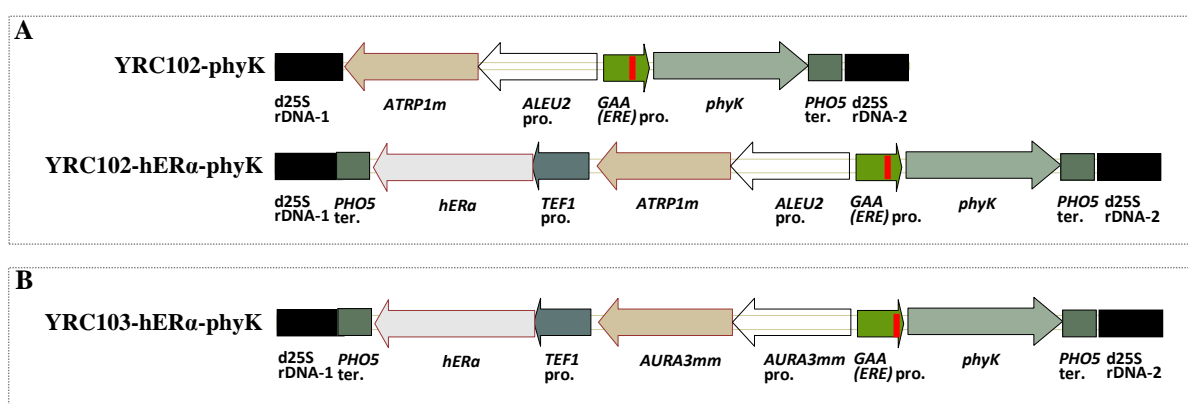 A
YRC102-phyK
d25S
rDNA-1
ATRP1m
ALEU2
pro.
GAA
(ERE) pro.
phyK
PHO5
ter.
d25S
rDNA-2
YRC102-hERα-phyK
d25S
rDNA-1
PHO5
ter.
hERα
TEF1
pro.
ATRP1m
ALEU2
pro.
GAA
(ERE) pro.
phyK
PHO5
ter.
d25S
rDNA-2
B
YRC103-hERα-phyK
d25S
rDNA-1
PHO5
ter.
hERα
TEF1
pro.
AURA3mm
AURA3mm
pro.
GAA
(ERE) pro.
phyK
PHO5
ter.
d25S
rDNA-2